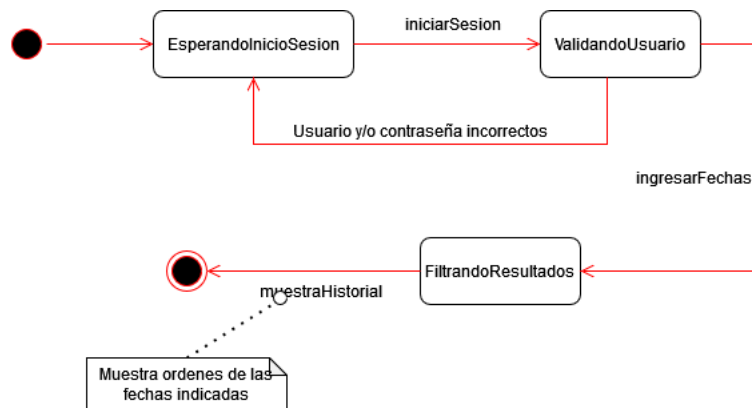 iniciarSesion
EsperandoInicioSesion
ValidandoUsuario
Usuario y/o contraseña incorrectos
ingresarFechas
FiltrandoResultados
muestraHistorial
Muestra ordenes de las
fechas indicadas